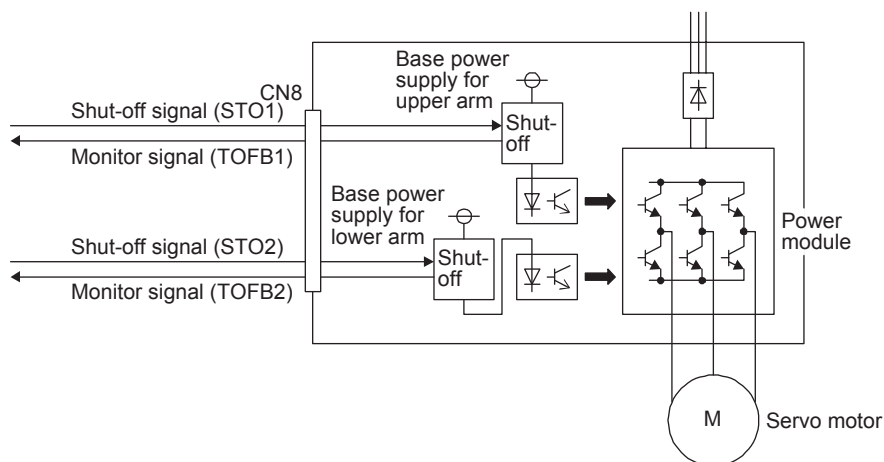 Base power
supply for
upper arm
CN8
Shut-off signal (STO1)
Shut-
off
Monitor signal (TOFB1)
Base power
supply for
lower arm
Power
module
Shut-off signal (STO2)
Shut-
off
Monitor signal (TOFB2)
M
Servo motor